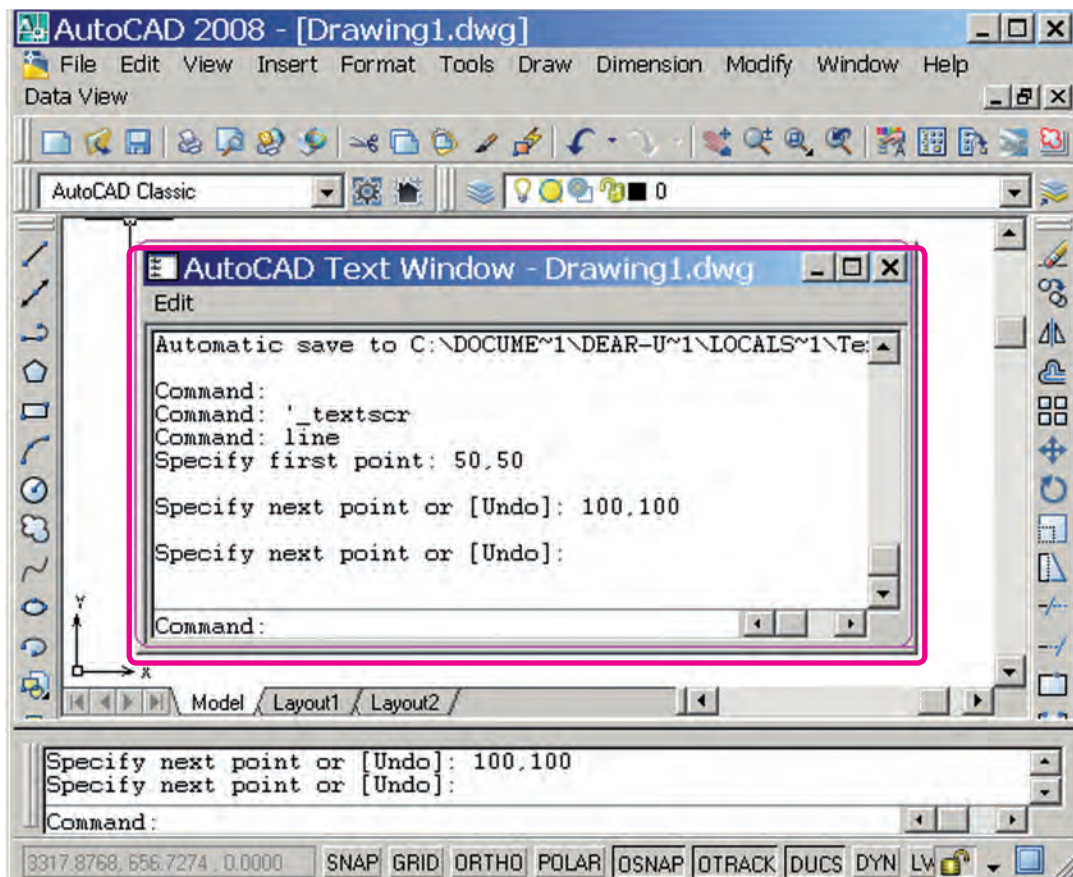 AutoCAD 2008 - [Drawing1.dwg]
File Edit View Insert Format Tools Draw Dimension Modify Window Help
Data View
AutoCAD Classic
0
AutoCAD Text Window - Drawing1.dwg
Edit
Automatic save to C:\DOCUME~1\DEAR-U~1\LOCALS~1\Te
Command:
Command: '_textscr
Command: line
Specify first point: 50,50
Specify next point or [Undo]: 100,100
Specify next point or [Undo]:
Command:
Y
X
Model Layout1 Layout2
Specify next point or [Undo]: 100,100
Specify next point or [Undo]:
Command:
3317.8768, 656.7274, 0.0000 SNAP GRID ORTHO POLAR OSNAP OTRACK DUCS DYN LW